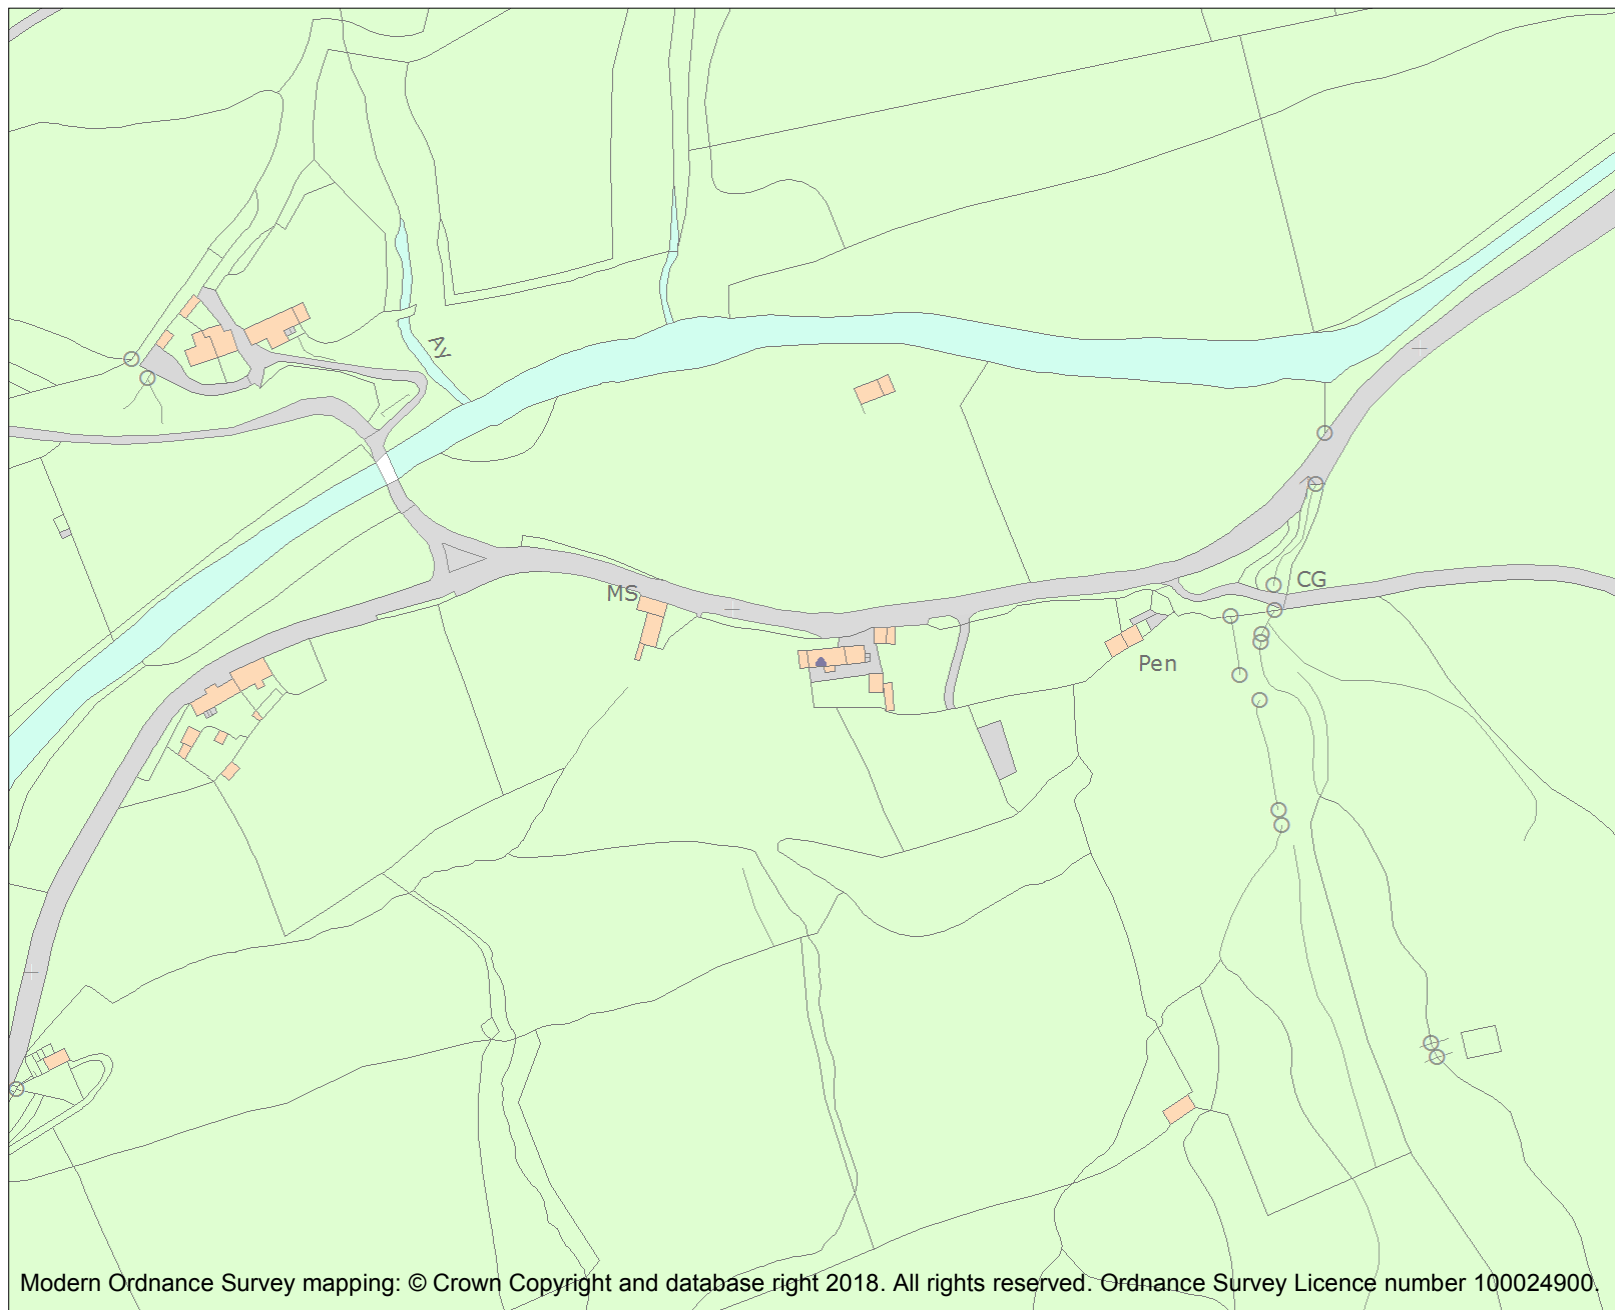 Ay
MS
CG
Pen
Modern Ordnance Survey mapping: © Crown Copyright and database right 2018. All rights reserved. Ordnance Survey Licence number 100024900.